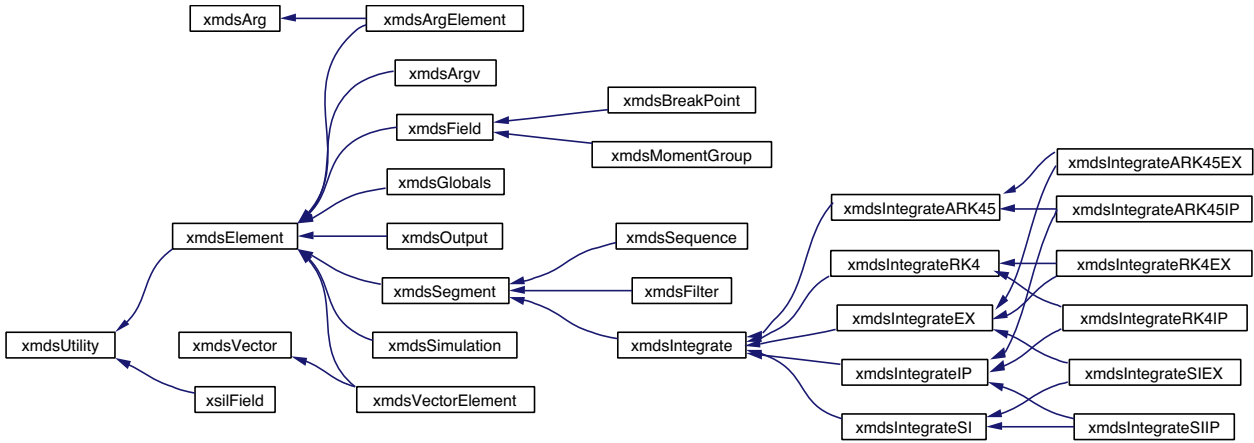 xmdsArg
xmdsArgElement
xmdsArgv
xmdsBreakPoint
xmdsField
xmdsMomentGroup
xmdsIntegrateARK45EX
xmdsGlobals
xmdsIntegrateARK45
xmdsIntegrateARK45IP
xmdsElement
xmdsOutput
xmdsSequence
xmdsIntegrateRK4
xmdsIntegrateRK4EX
xmdsSegment
xmdsFilter
xmdsIntegrateEX
xmdsIntegrateRK4IP
xmdsUtility
xmdsVector
xmdsSimulation
xmdsIntegrate
xmdsIntegrateIP
xmdsIntegrateSIEX
xsilField
xmdsVectorElement
xmdsIntegrateSI
xmdsIntegrateSIIP